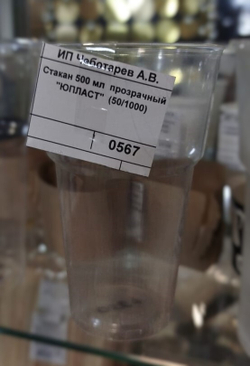 ИП Чеботарев А.В.
Стакан 500 мл прозрачный
"ЮПЛАСТ" (50/1000)
0567